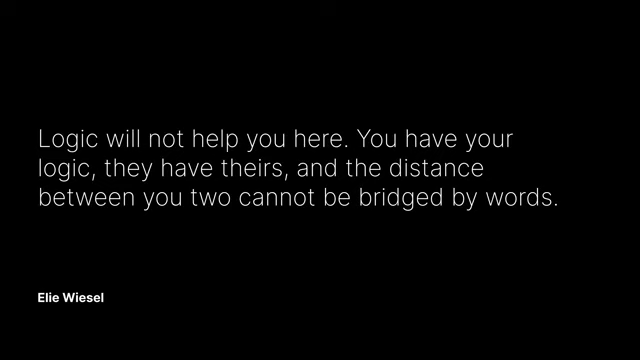 Logic will not help you here. You have your
logic, they have theirs, and the distance
between you two cannot be bridged by words.
Elie Wiesel